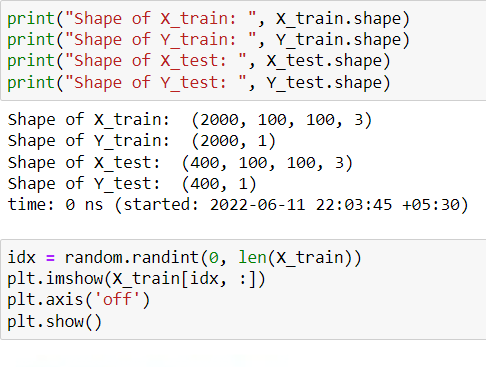 print("Shape of X_train: ", X_train.shape)
print("Shape of Y_train: ", Y_train.shape)
print("Shape of X_test: ", X_test.shape)
print("Shape of Y_test: ", Y_test.shape)
Shape of X_train:  (2000, 100, 100, 3)
Shape of Y_train:  (2000, 1)
Shape of X_test:  (400, 100, 100, 3)
Shape of Y_test:  (400, 1)
time: 0 ns (started: 2022-06-11 22:03:45 +05:30)
idx = random.randint(0, len(X_train))
plt.imshow(X_train[idx, :])
plt.axis('off')
plt.show()